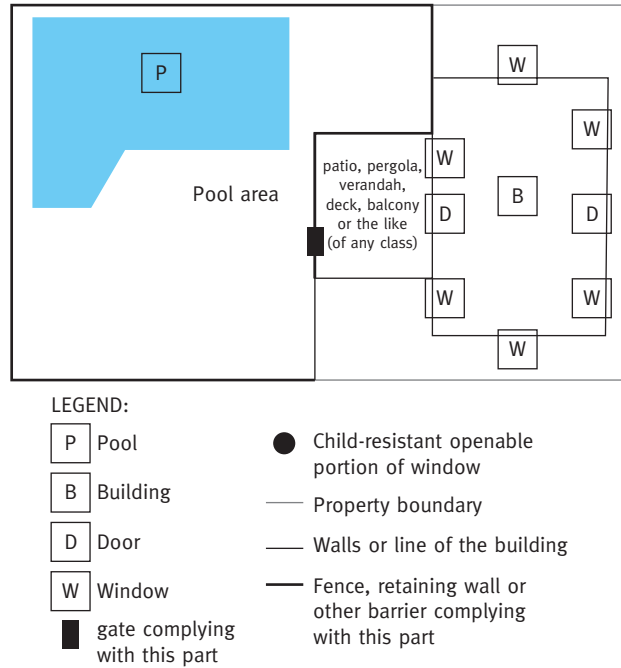 P
W
W
W
patio, pergola,
verandah,
deck, balcony
or the like
(of any class)
Pool area
D
B
D
W
W
W
LEGEND:
P Pool
B Building
D Door
W Window
gate complying
with this part
Child-resistant openable
portion of window
Property boundary
Walls or line of the building
Fence, retaining wall or
other barrier complying
with this part